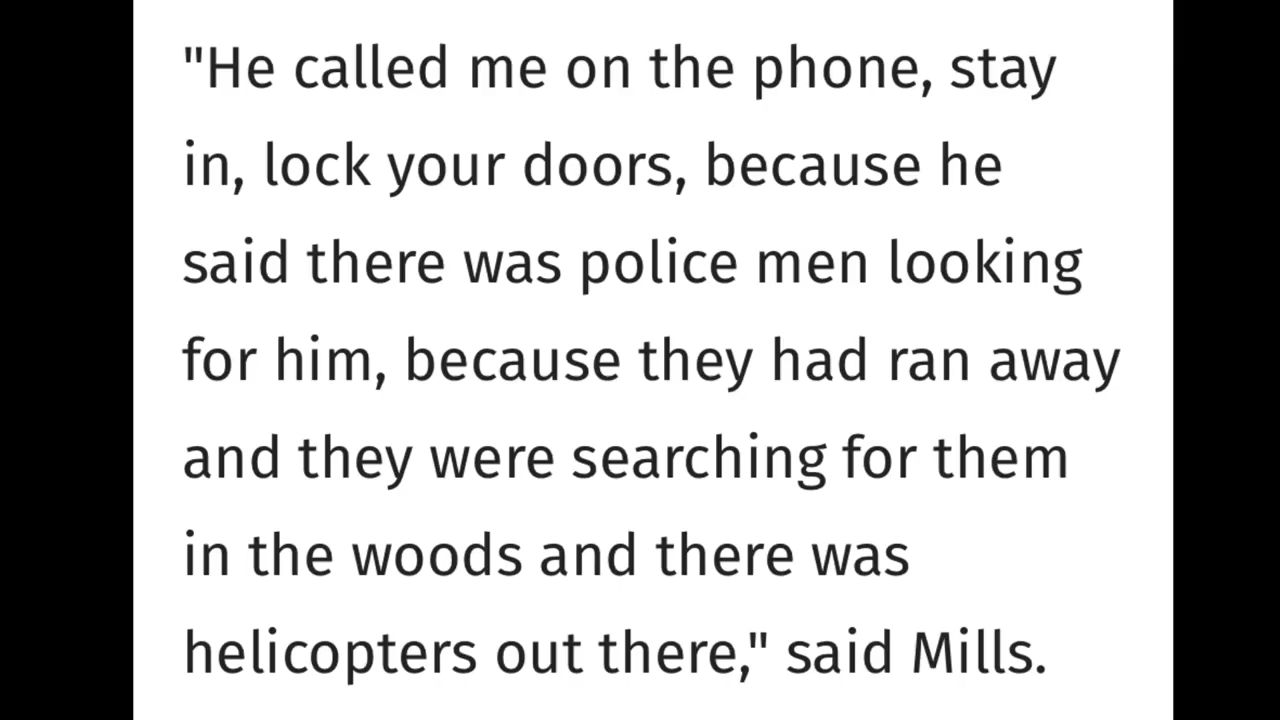 "He called me on the phone, stay
in, lock your doors, because he
said there was police men looking
for him, because they had ran away
and they were searching for them
in the woods and there was
helicopters out there," said Mills.